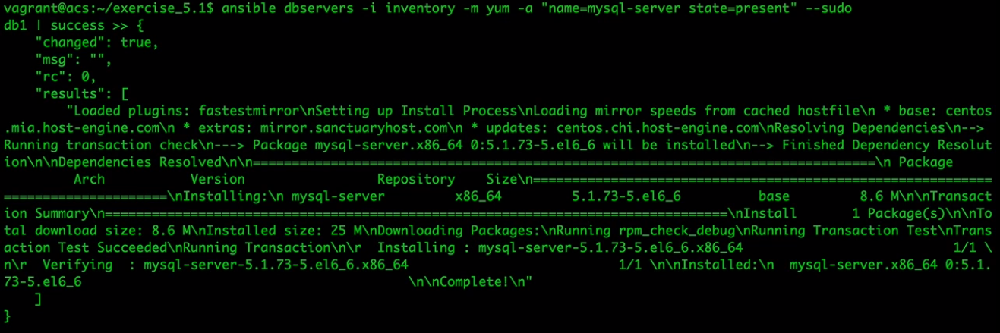 vagrant@acs:~/exercise_5.1$ ansible dbservers -i inventory -m yum -a "name=mysql-server state=present" --sudo
db1 | success >> {
    "changed": true,
    "msg": "",
    "rc": 0,
    "results": [
        "Loaded plugins: fastestmirror\nSetting up Install Process\nLoading mirror speeds from cached hostfile\n * base: centos
.mia.host-engine.com\n * extras: mirror.sanctuaryhost.com\n * updates: centos.chi.host-engine.com\nResolving Dependencies\n-->
Running transaction check\n---> Package mysql-server.x86_64 0:5.1.73-5.el6_6 will be installed\n--> Finished Dependency Resolut
ion\n\nDependencies Resolved\n\n================================================================================\n Package
         Arch           Version                 Repository    Size\n===========================================================
=====================\nInstalling:\n mysql-server         x86_64         5.1.73-5.el6_6          base         8.6 M\n\nTransact
ion Summary\n================================================================================\nInstall       1 Package(s)\n\nTo
tal download size: 8.6 M\nInstalled size: 25 M\nDownloading Packages:\nRunning rpm_check_debug\nRunning Transaction Test\nTrans
action Test Succeeded\nRunning Transaction\n\r  Installing : mysql-server-5.1.73-5.el6_6.x86_64                           1/1 \
n\r  Verifying  : mysql-server-5.1.73-5.el6_6.x86_64                           1/1 \n\nInstalled:\n  mysql-server.x86_64 0:5.1.
73-5.el6_6                                          \n\nComplete!\n"
    ]
}